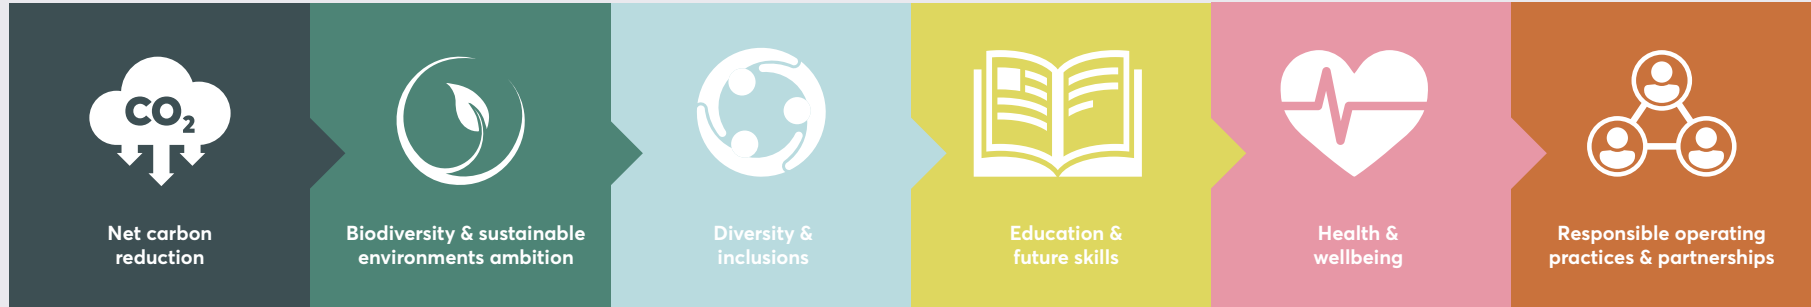 CO2
Net carbon
reduction
Biodiversity & sustainable
environments ambition
Diversity &
inclusions
Education &
future skills
Health &
wellbeing
Responsible operating
practices & partnerships